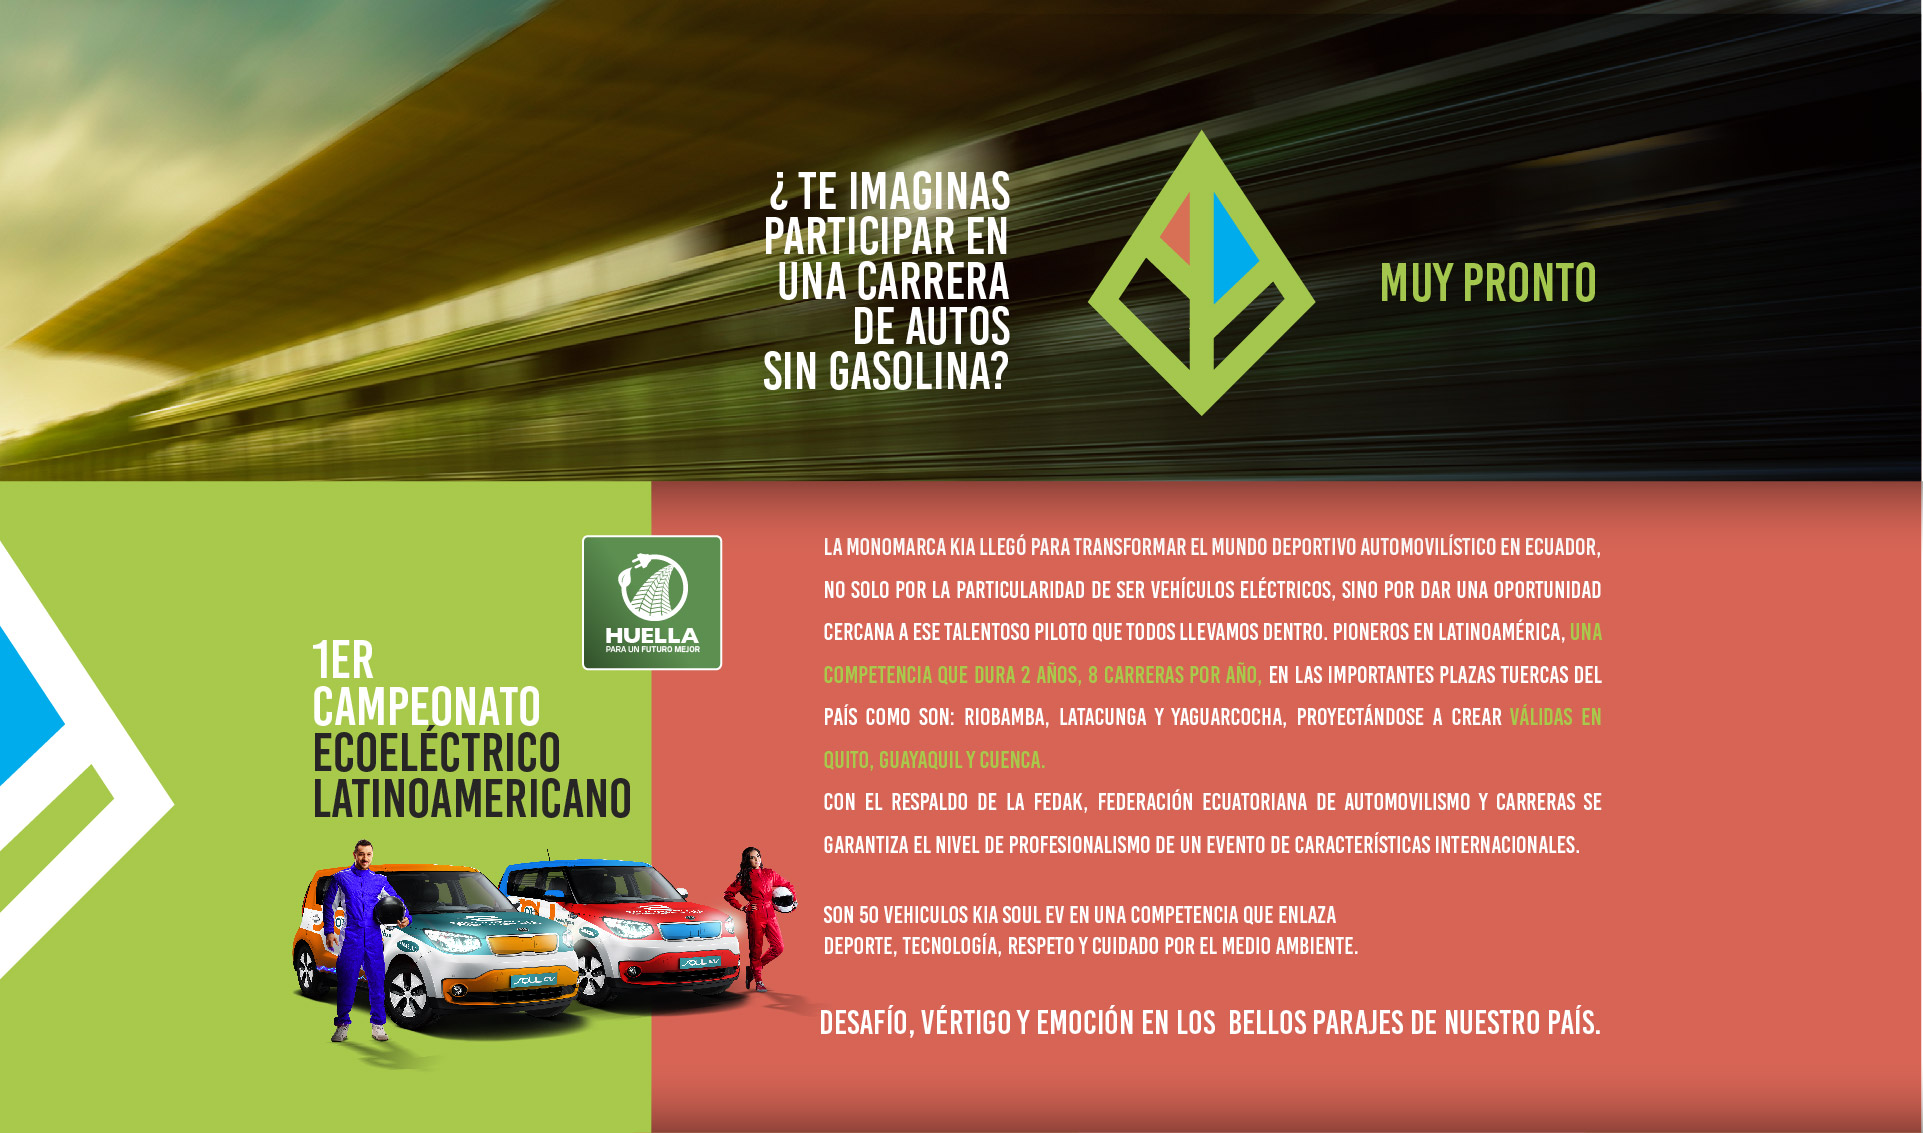 ¿ TE IMAGINAS
PARTICIPAR EN
UNA CARRERA
DE AUTOS
SIN GASOLINA?
MUY PRONTO
HUELLA
PARA UN FUTURO MEJOR
1ER
CAMPEONATO
ECOELÉCTRICO
LATINOAMERICANO
SOUL EV
SOUL EV
LA MONOMARCA KIA LLEGÓ PARA TRANSFORMAR EL MUNDO DEPORTIVO AUTOMOVILÍSTICO EN ECUADOR,
NO SOLO POR LA PARTICULARIDAD DE SER VEHÍCULOS ELÉCTRICOS, SINO POR DAR UNA OPORTUNIDAD
CERCANA A ESE TALENTOSO PILOTO QUE TODOS LLEVAMOS DENTRO. PIONEROS EN LATINOAMÉRICA, UNA
COMPETENCIA QUE DURA 2 AÑOS, 8 CARRERAS POR AÑO, EN LAS IMPORTANTES PLAZAS TUERCAS DEL
PAÍS COMO SON: RIOBAMBA, LATACUNGA Y YAGUARCOCHA, PROYECTÁNDOSE A CREAR VÁLIDAS EN
QUITO, GUAYAQUIL Y CUENCA.
CON EL RESPALDO DE LA FEDAK, FEDERACIÓN ECUATORIANA DE AUTOMOVILISMO Y CARRERAS SE
GARANTIZA EL NIVEL DE PROFESIONALISMO DE UN EVENTO DE CARACTERÍSTICAS INTERNACIONALES.
SON 50 VEHICULOS KIA SOUL EV EN UNA COMPETENCIA QUE ENLAZA
DEPORTE, TECNOLOGÍA, RESPETO Y CUIDADO POR EL MEDIO AMBIENTE.
DESAFÍO, VÉRTIGO Y EMOCIÓN EN LOS BELLOS PARAJES DE NUESTRO PAÍS.